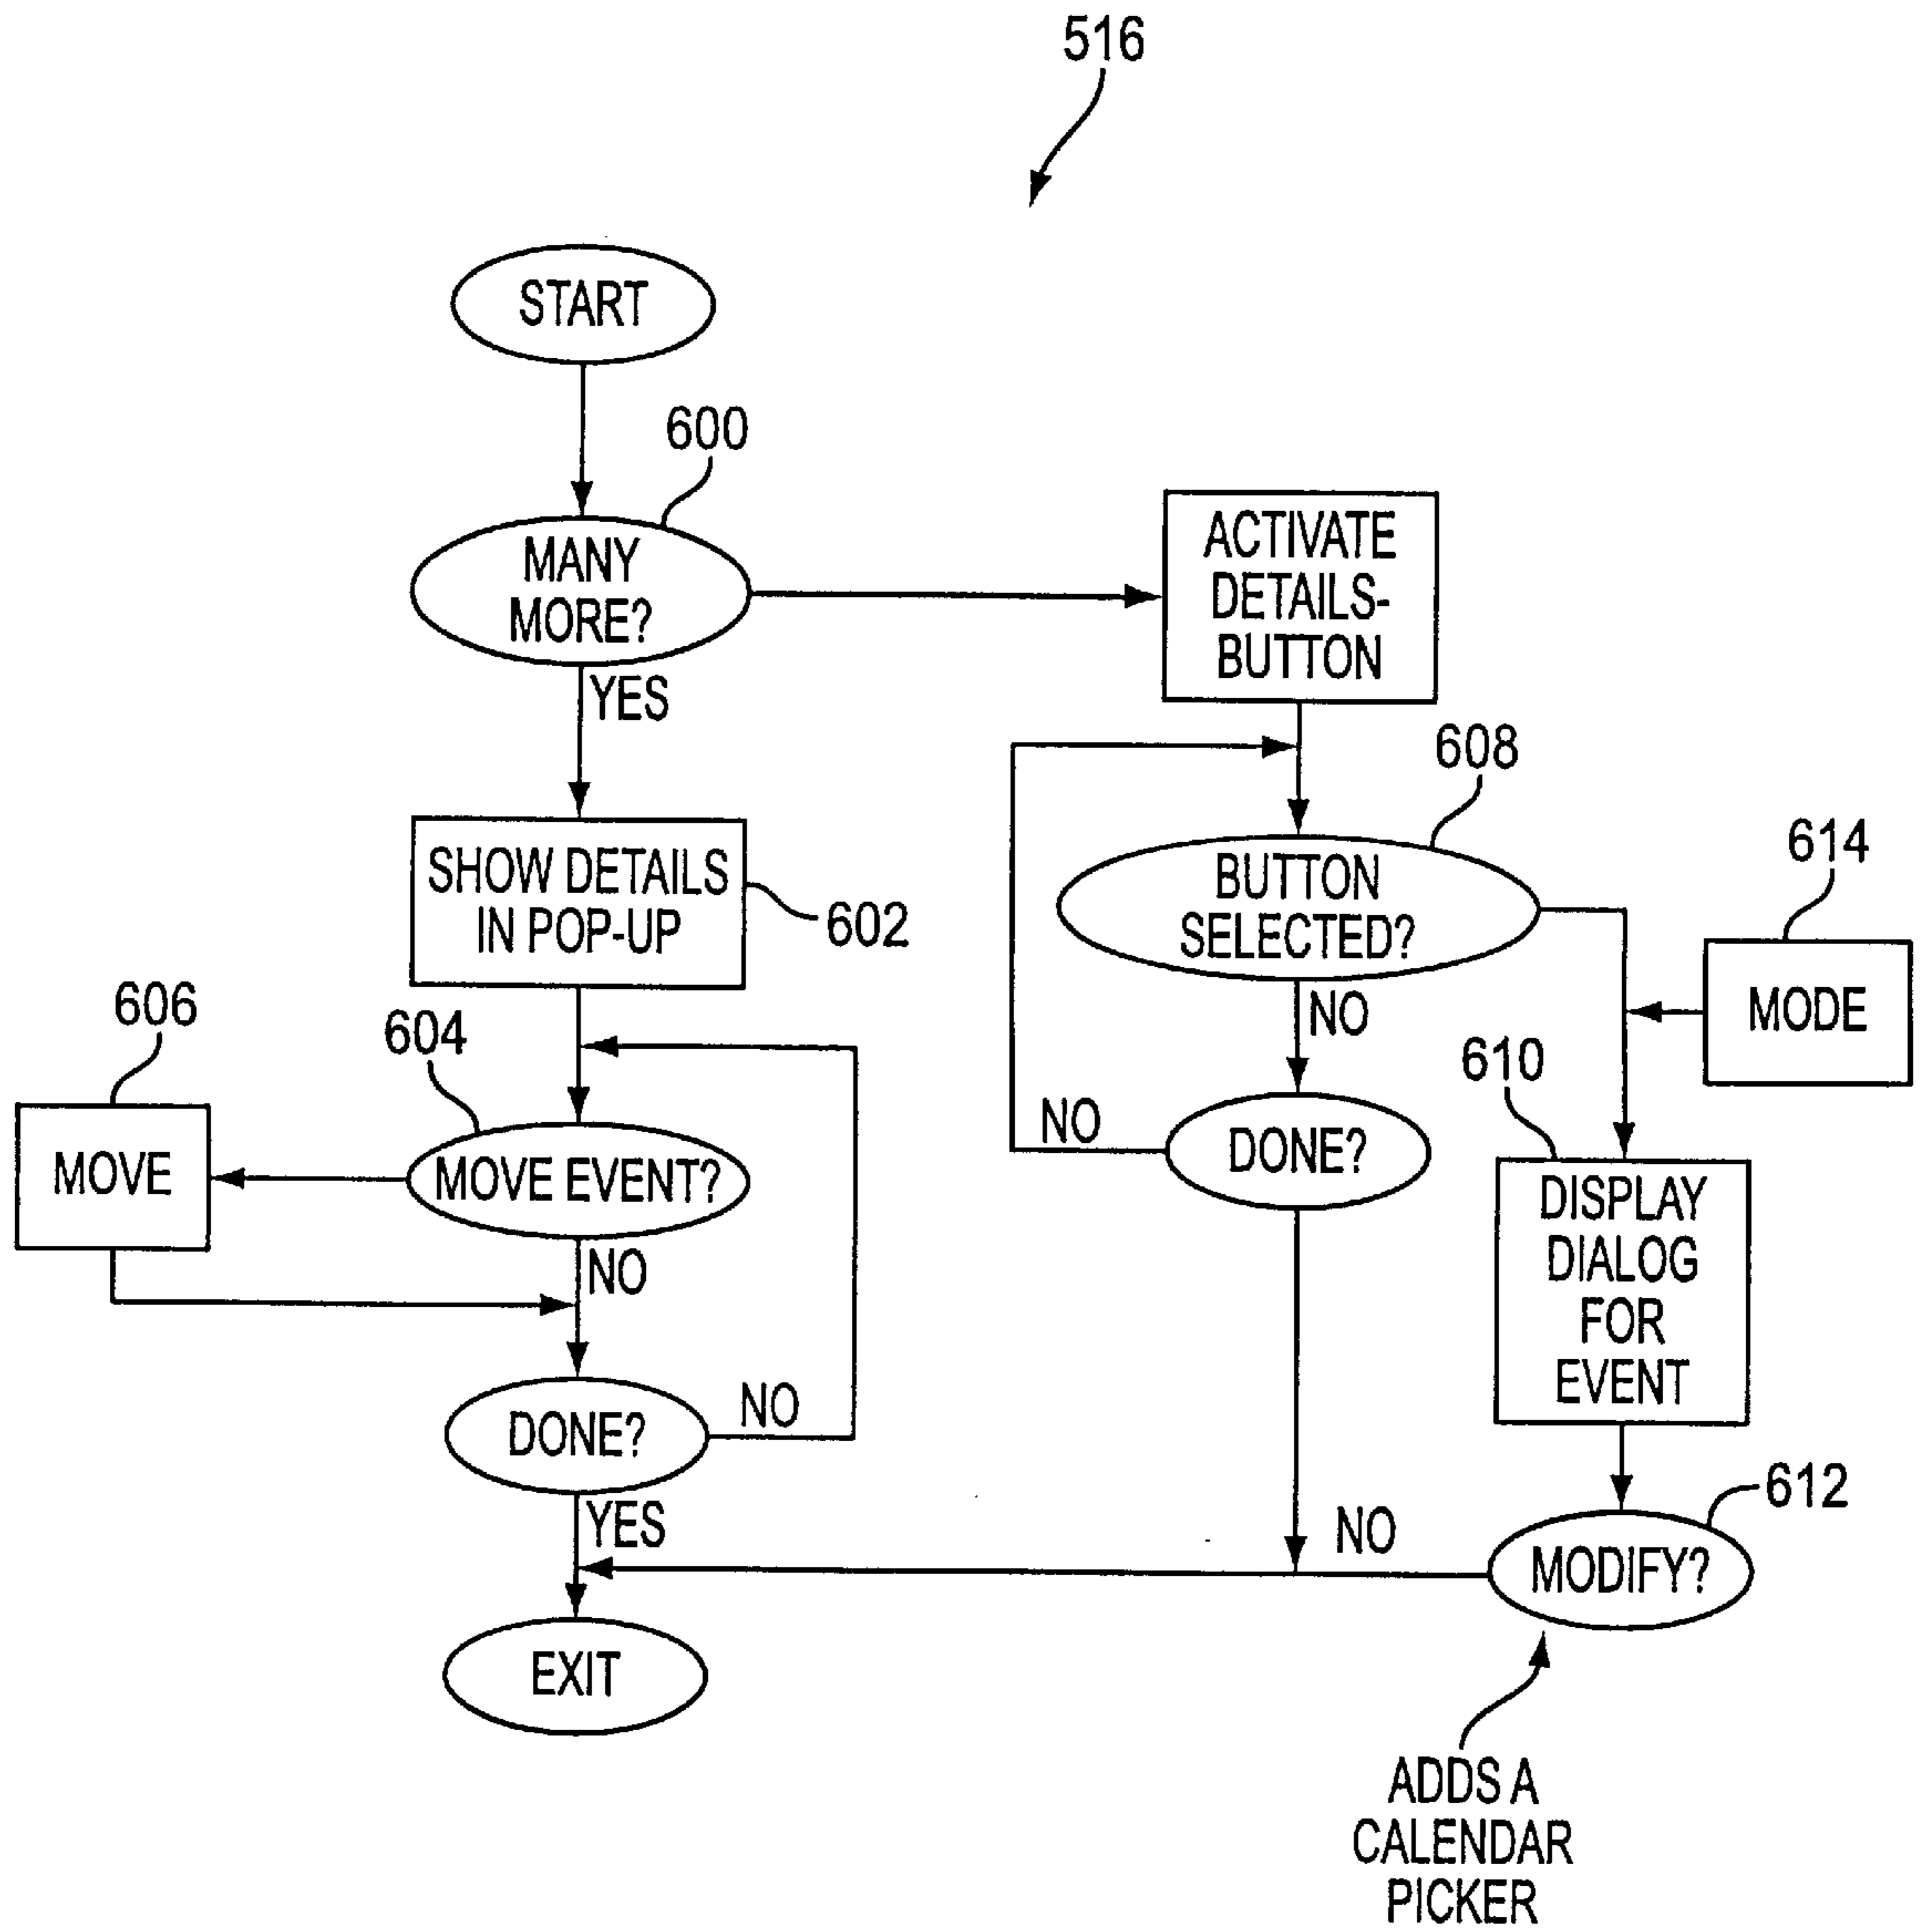 516
START
600
MANY
MORE?
YES
ACTIVATE
DETAILS-
BUTTON
608
SHOW DETAILS
IN POP-UP
602
BUTTON
SELECTED?
614
MODE
NO
606
604
610
MOVE
MOVE EVENT?
NO
NO
DONE?
DISPLAY
DIALOG
FOR
EVENT
DONE?
NO
YES
NO
612
MODIFY?
EXIT
ADDS A
CALENDAR
PICKER